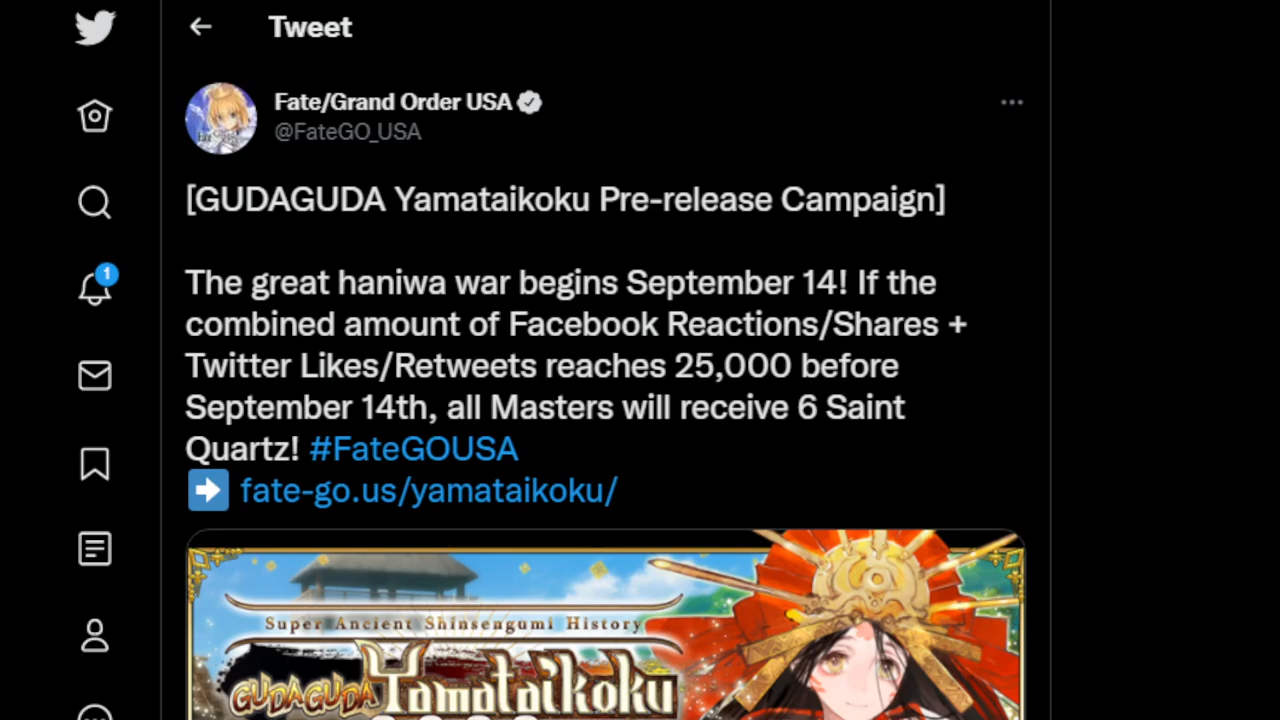 Tweet
Fate/Grand Order USA
@FateGO_USA
[GUDAGUDA Yamataikoku Pre-release Campaign]
1
The great haniwa war begins September 14! If the
combined amount of Facebook Reactions/Shares +
Twitter Likes/Retweets reaches 25,000 before
September 14th, all Masters will receive 6 Saint
Quartz! #FateGOUSA
fate-go.us/yamataikoku/
Super Ancient Shinsengumi History
GUDAGUDA Yamataikoku